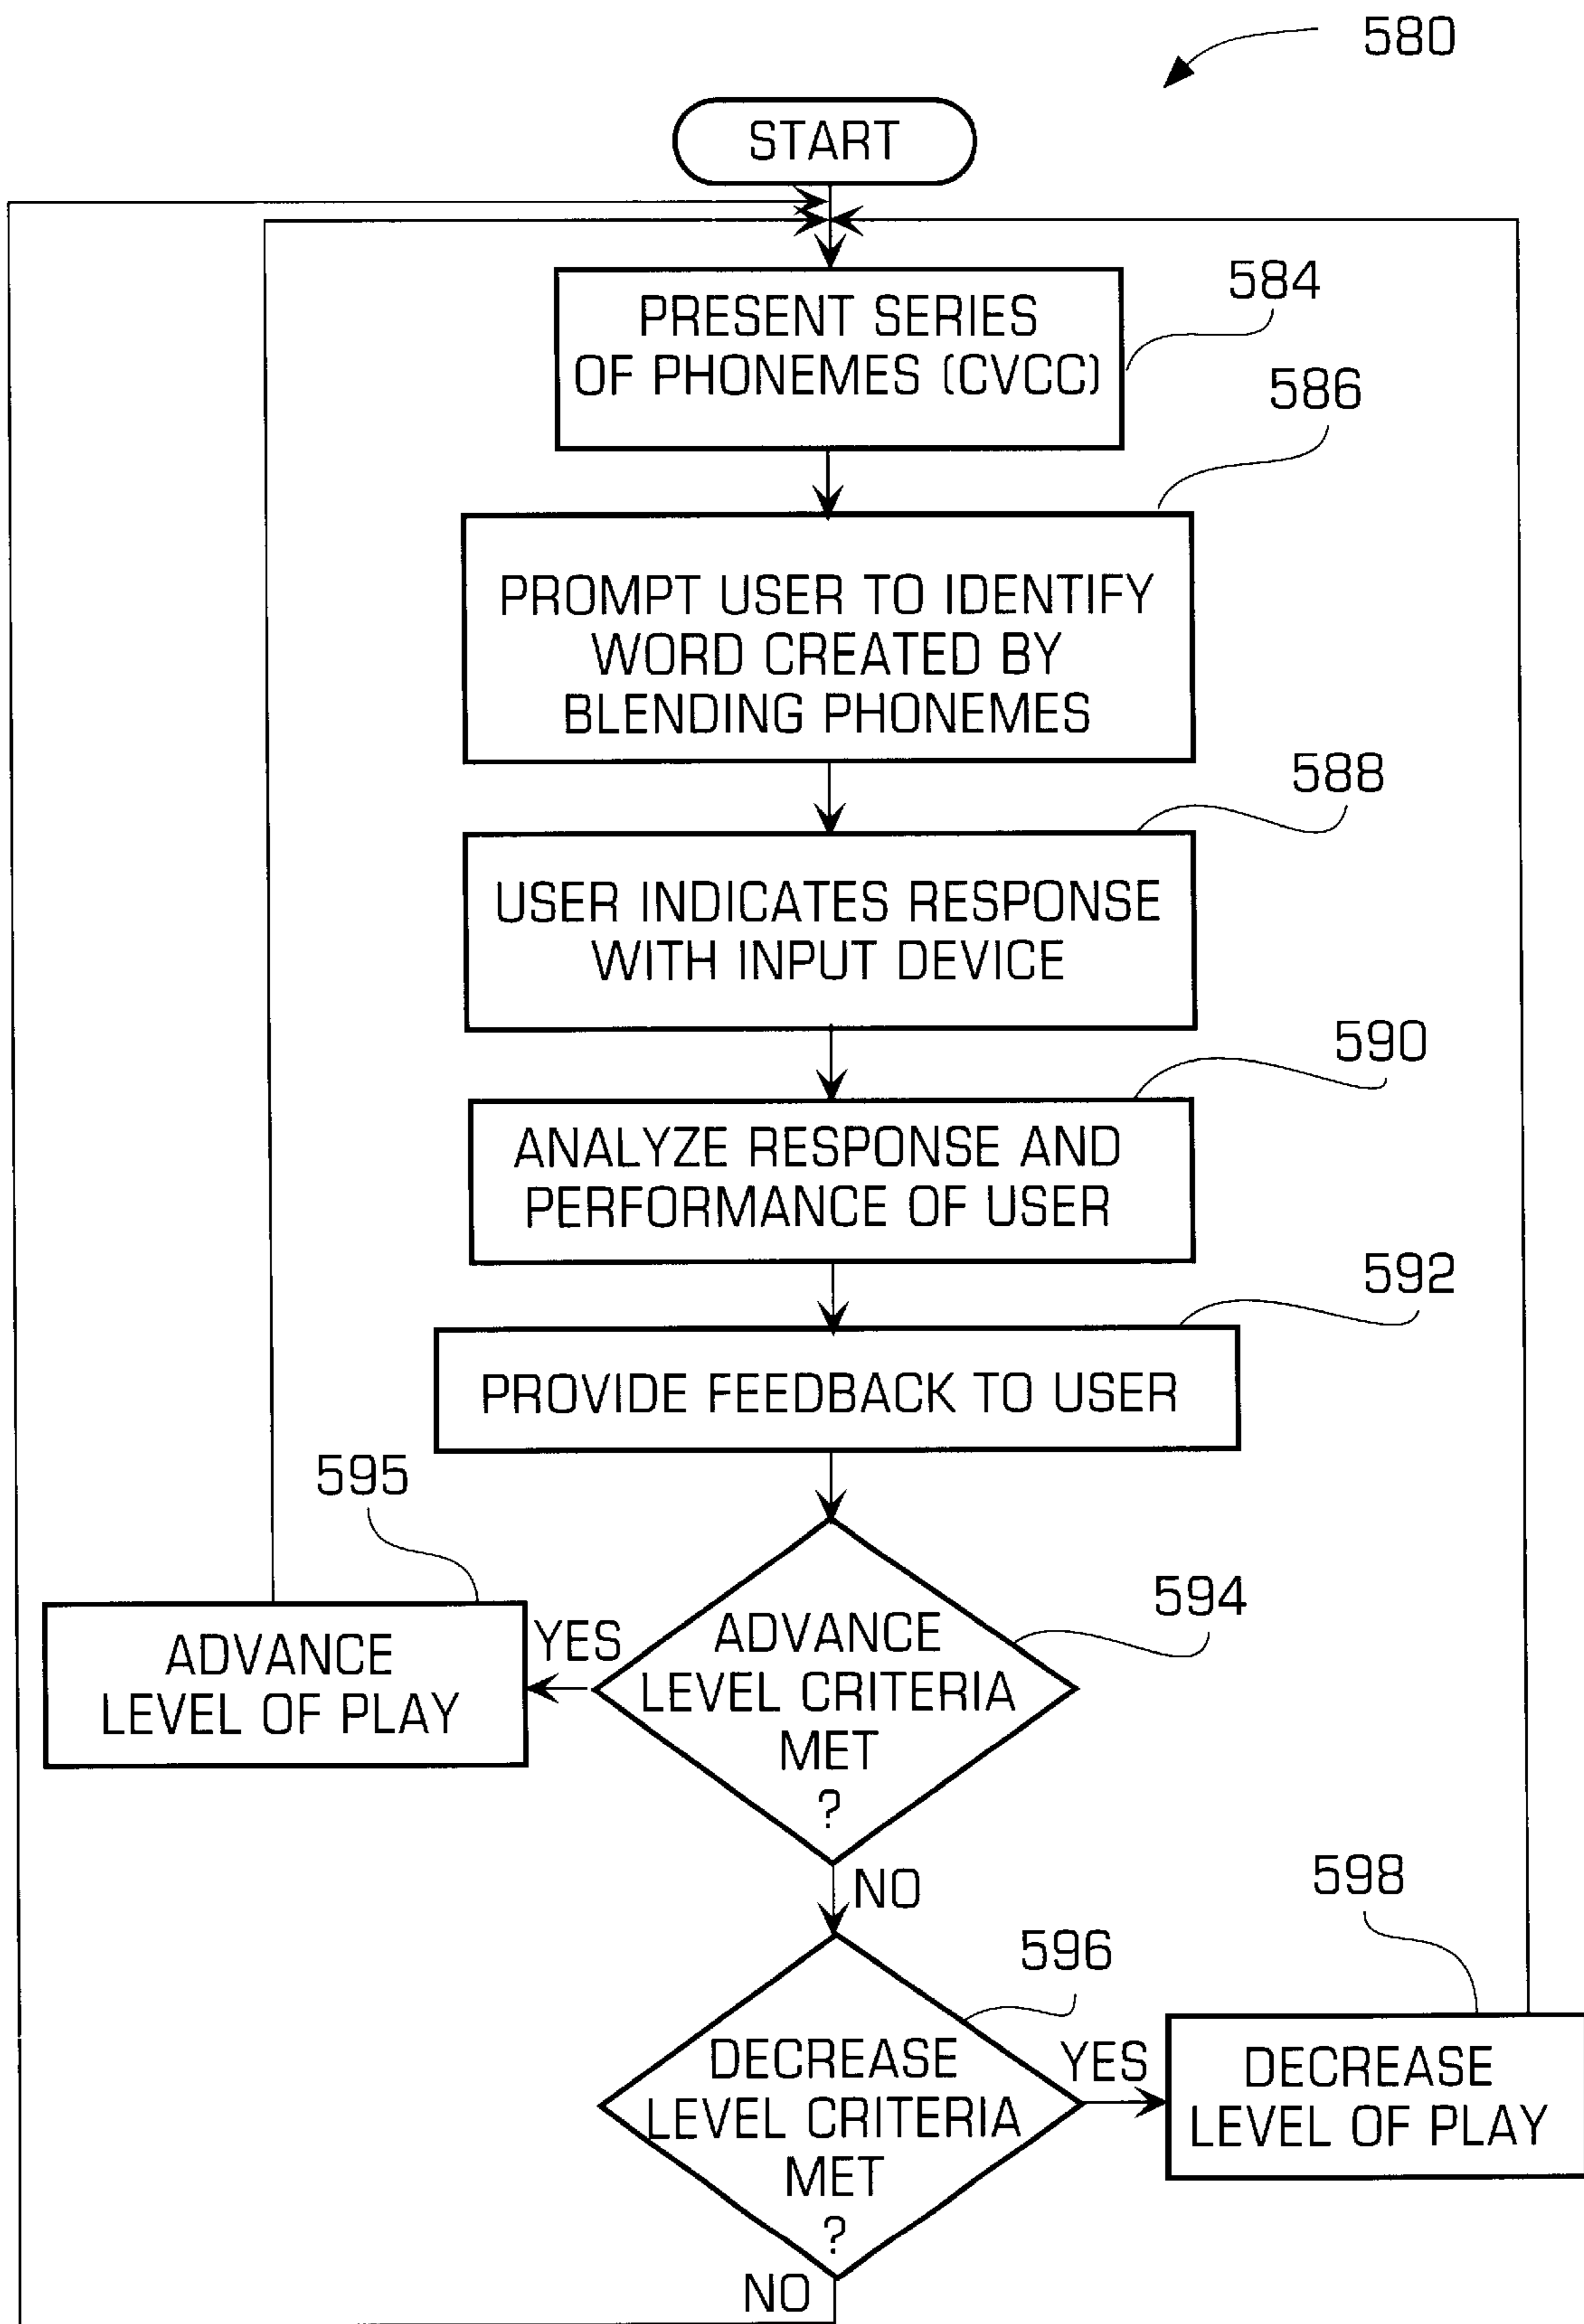 580
START
584
PRESENT SERIES
OF PHONEMES (CVCC)
586
PROMPT USER TO IDENTIFY
WORD CREATED BY
BLENDING PHONEMES
588
USER INDICATES RESPONSE
WITH INPUT DEVICE
590
ANALYZE RESPONSE AND
PERFORMANCE OF USER
592
PROVIDE FEEDBACK TO USER
595
594
ADVANCE
LEVEL OF PLAY
YES
ADVANCE
LEVEL CRITERIA
MET
?
NO
598
596
DECREASE
LEVEL CRITERIA
MET
?
YES
DECREASE
LEVEL OF PLAY
NO